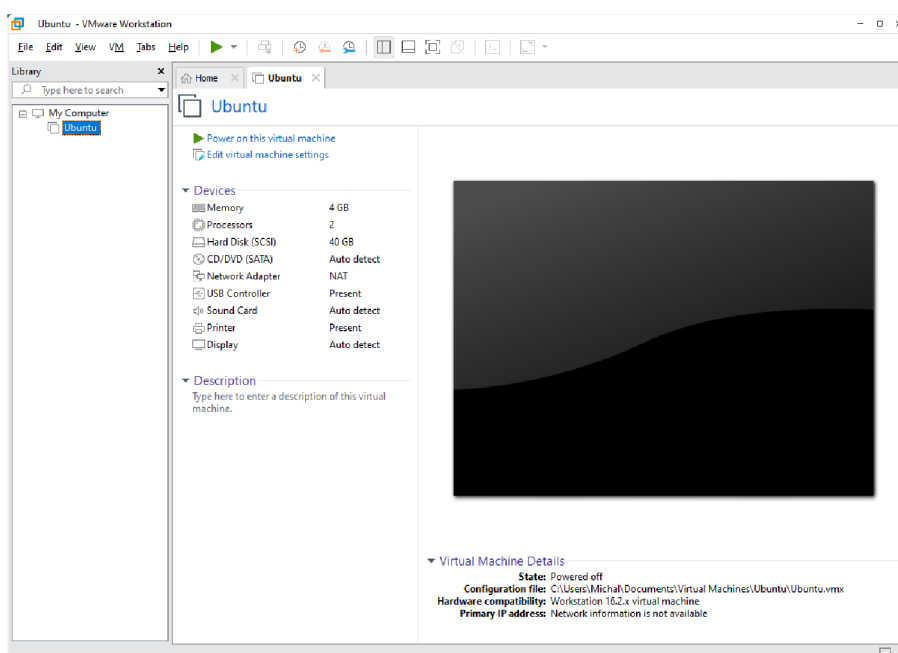 Ubuntu - VMware Workstation
File Edit View VM Tabs Help
Library
Type here to search
My Computer
Ubuntu
Home
Ubuntu
Ubuntu
Power on this virtual machine
Edit virtual machine settings
Devices
Memory 4 GB
Processors 2
Hard Disk (SCSI) 40 GB
CD/DVD (SATA) Auto detect
Network Adapter NAT
USB Controller Present
Sound Card Auto detect
Printer Present
Display Auto detect
Description
Type here to enter a description of this virtual
machine.
Virtual Machine Details
State: Powered off
Configuration file: C:\Users\Michal\Documents\Virtual Machines\Ubuntu\Ubuntu.vmx
Hardware compatibility: Workstation 16.2.x virtual machine
Primary IP address: Network information is not available